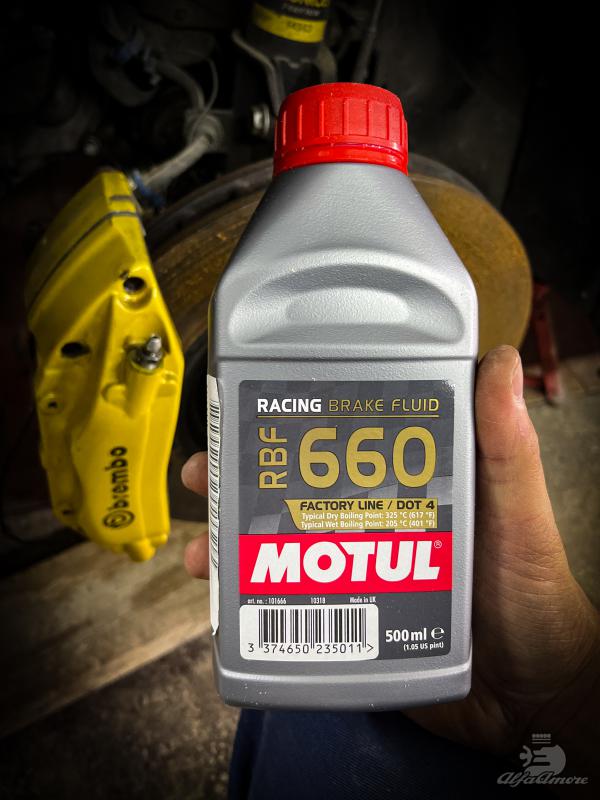 RACING BRAKE FLUID
RBF 660
FACTORY LINE / DOT 4
Typical Dry Boiling Point: 325 °C (617 °F)
Typical Wet Boiling Point: 205 °C (401 °F)
MOTUL®
art. no.: 101666 10318 Made in UK
3 374650 235011 >
500 ml ℮
(1.05 US pint)
brembo
AlfaAmore